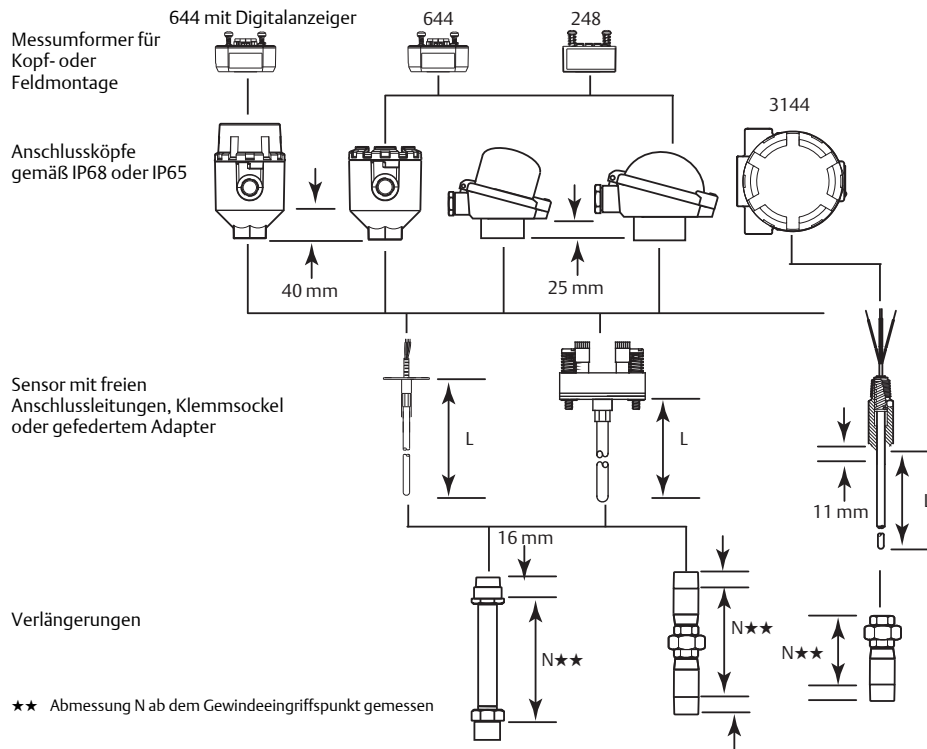 644 mit Digitalanzeiger
644
248
Messumformer für
Kopf- oder
Feldmontage
3144
Anschlussköpfe
gemäß IP68 oder IP65
40 mm
25 mm
Sensor mit freien
Anschlussleitungen, Klemmsockel
oder gefedertem Adapter
L
L
L
11 mm
16 mm
Verlängerungen
N★★
N★★
N★★
★★ Abmessung N ab dem Gewindeeingriffspunkt gemessen